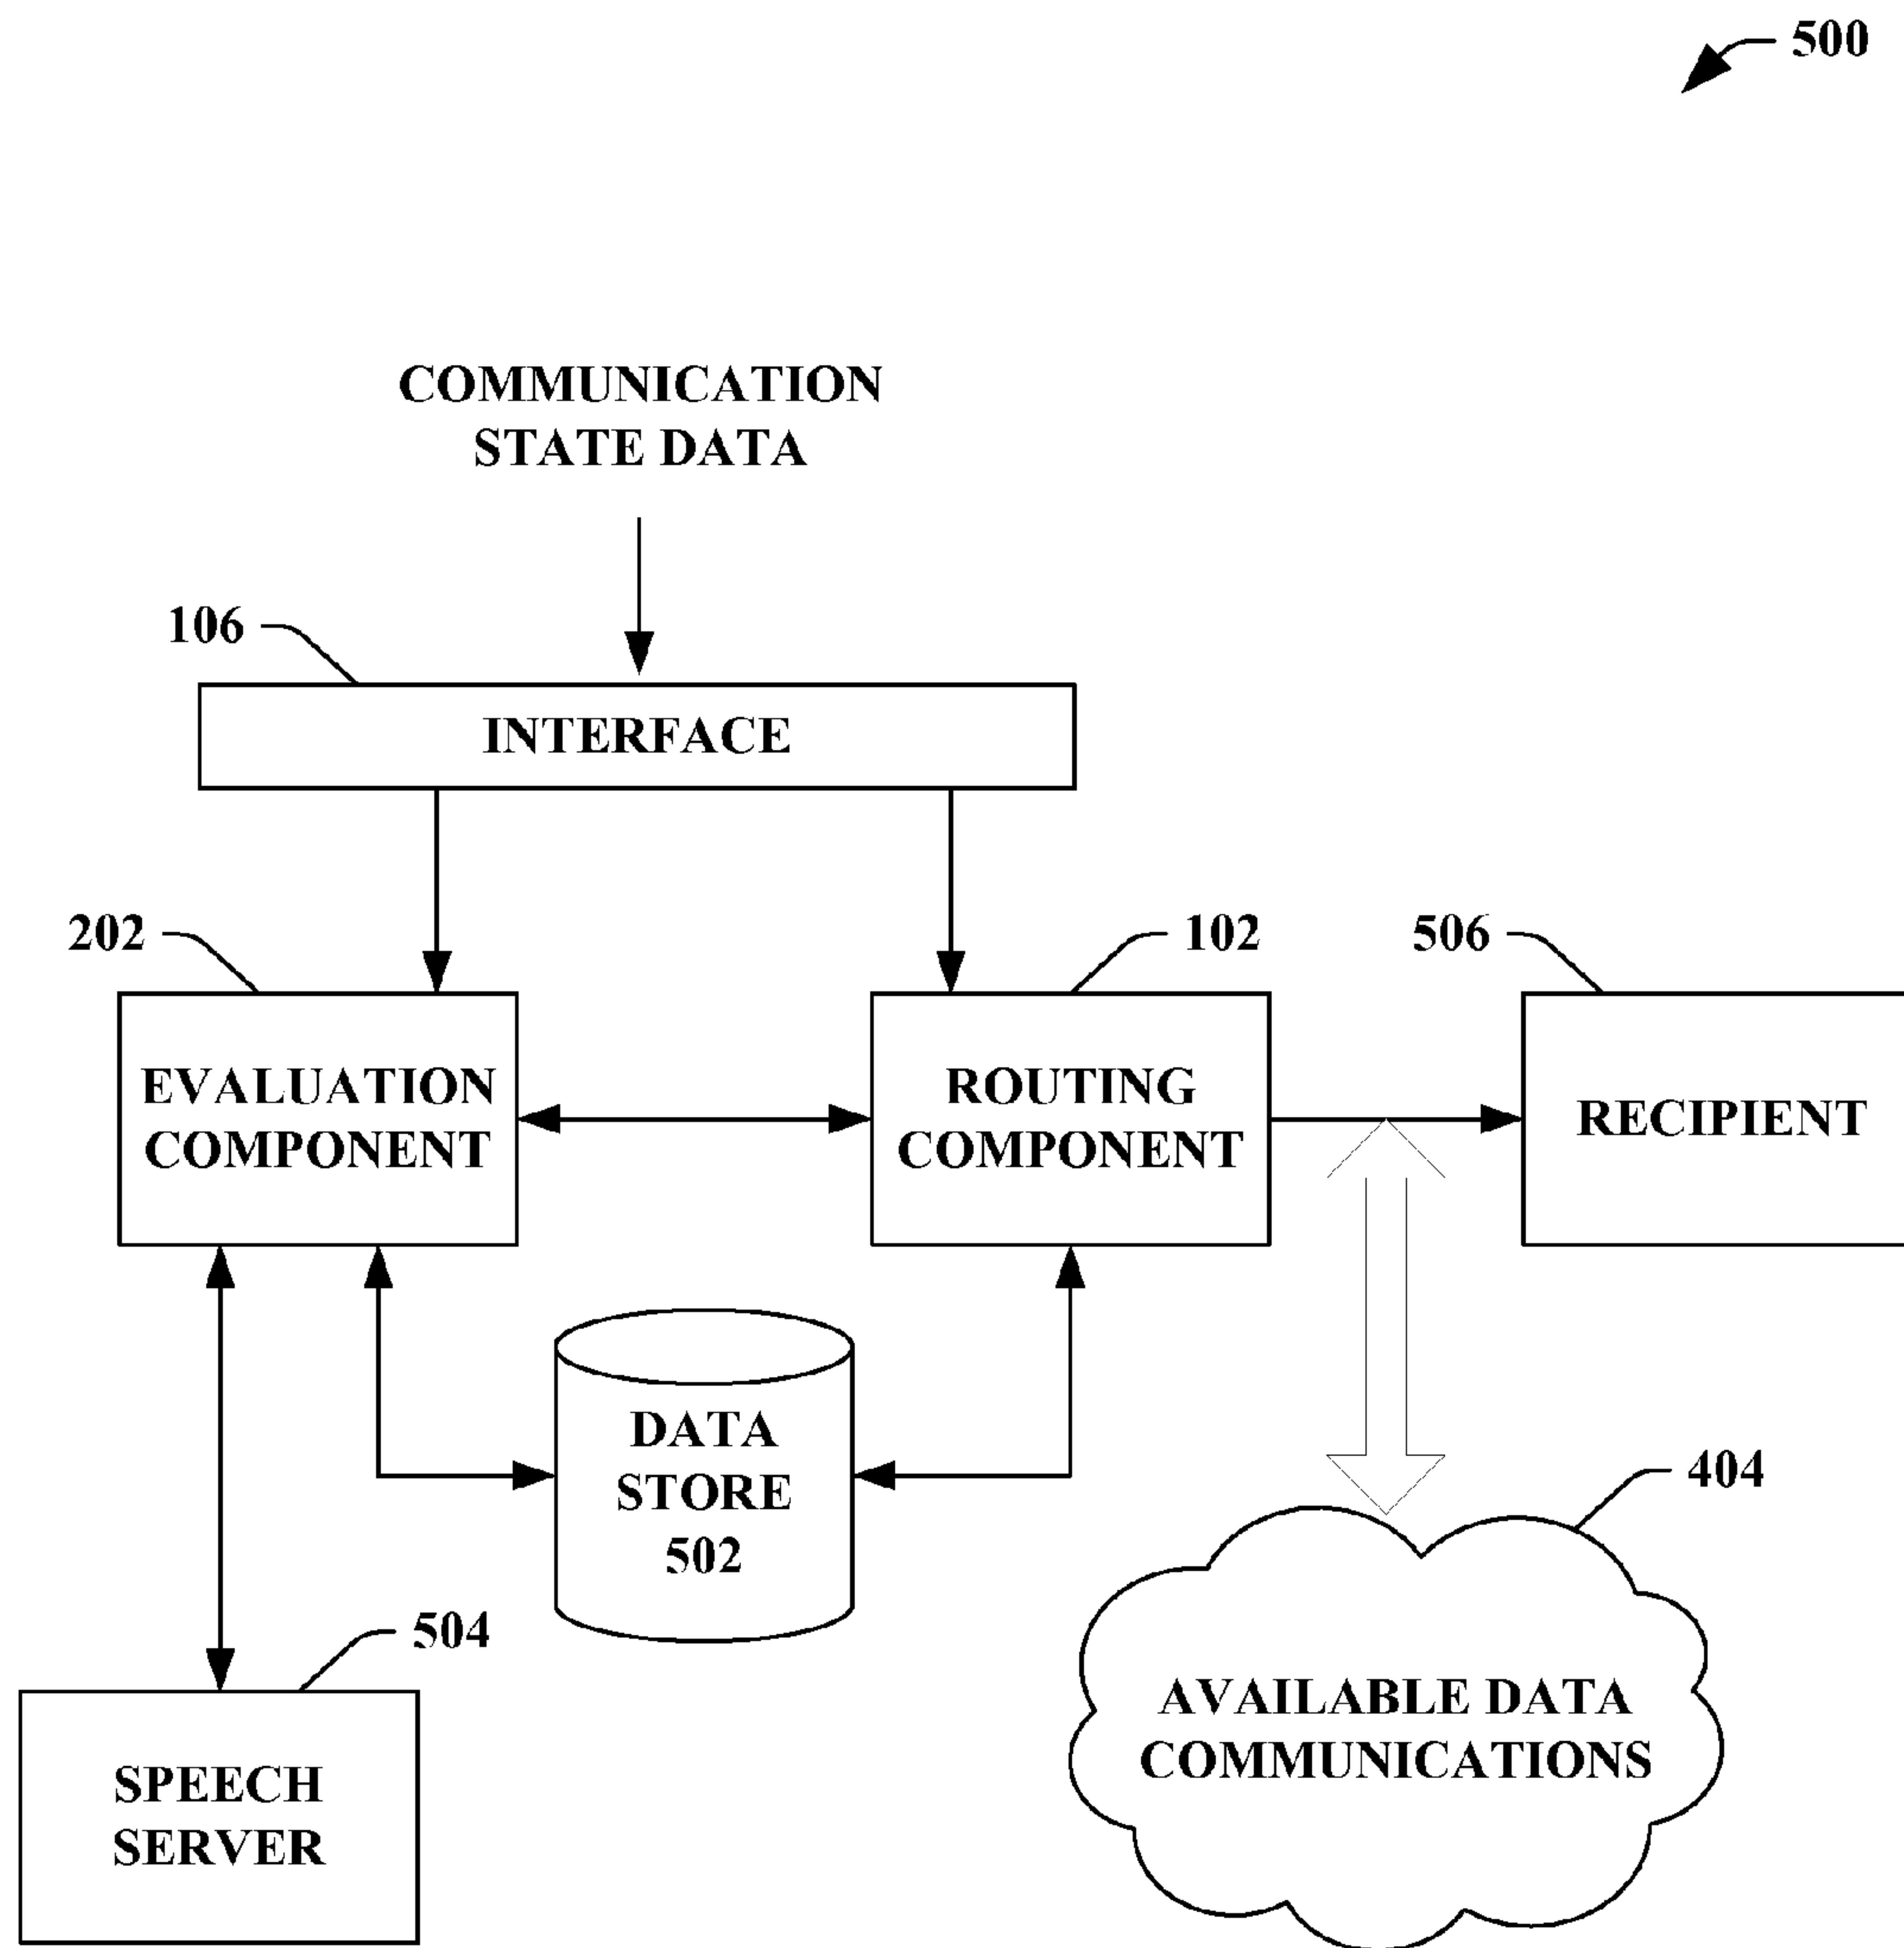 500
COMMUNICATION
STATE DATA
106
INTERFACE
202
102
506
EVALUATION
COMPONENT
ROUTING
COMPONENT
RECIPIENT
DATA
STORE
502
404
504
SPEECH
SERVER
AVAILABLE DATA
COMMUNICATIONS